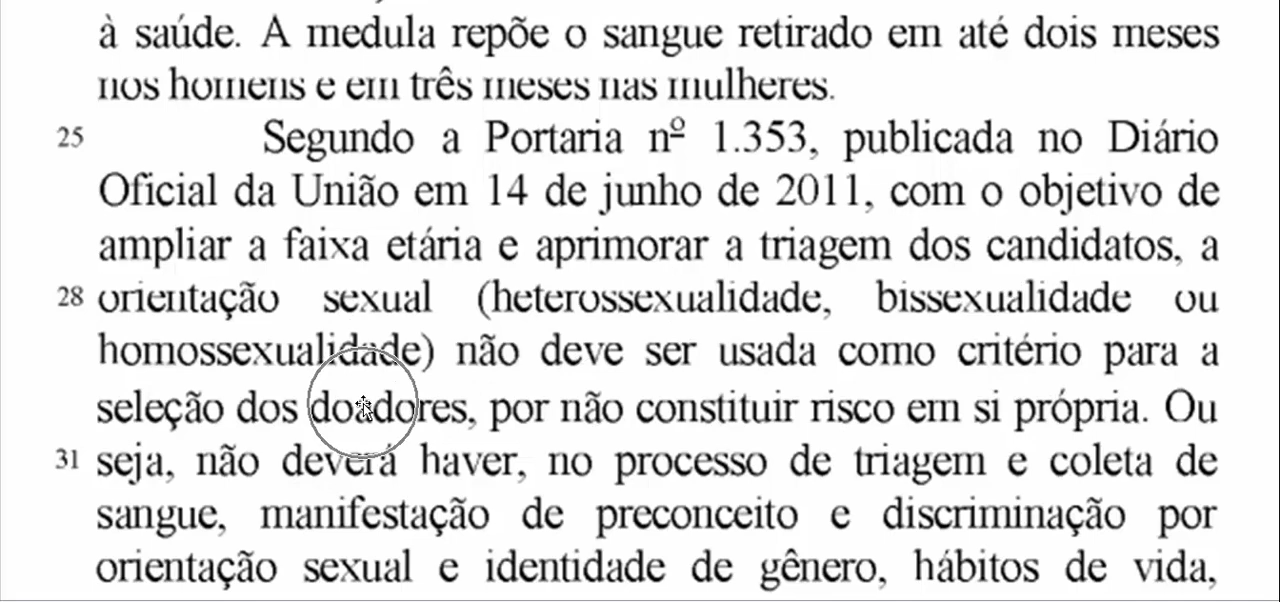 à saúde. A medula repõe o sangue retirado em até dois meses
nos homens e em três meses nas mulheres.
25 Segundo a Portaria nº 1.353, publicada no Diário
Oficial da União em 14 de junho de 2011, com o objetivo de
ampliar a faixa etária e aprimorar a triagem dos candidatos, a
28 orientação sexual (heterossexualidade, bissexualidade ou
homossexualidade) não deve ser usada como critério para a
seleção dos doadores, por não constituir risco em si própria. Ou
31 seja, não deverá haver, no processo de triagem e coleta de
sangue, manifestação de preconceito e discriminação por
orientação sexual e identidade de gênero, hábitos de vida,